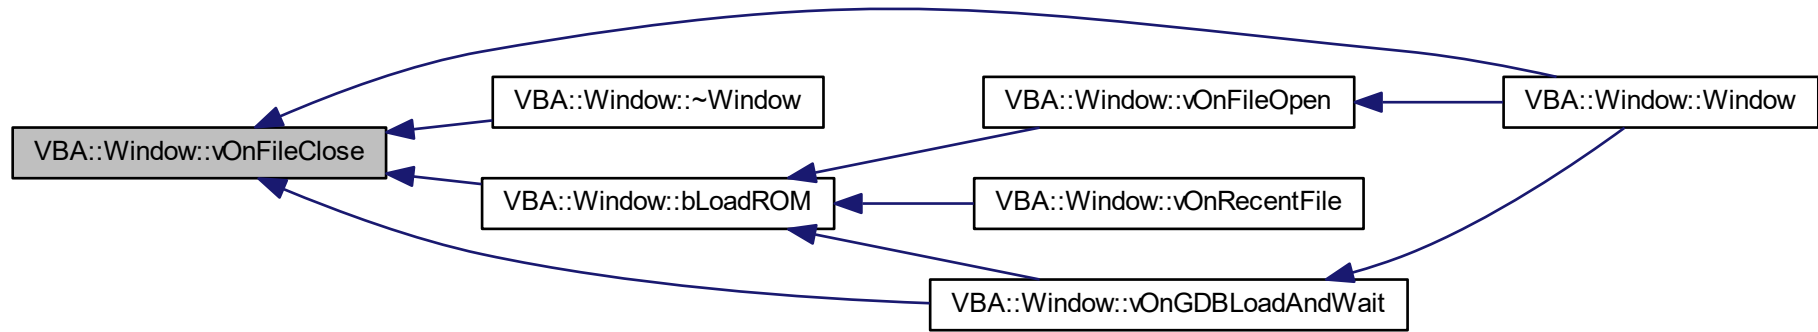 VBA::Window::vOnFileClose
VBA::Window::~Window
VBA::Window::bLoadROM
VBA::Window::vOnFileOpen
VBA::Window::vOnRecentFile
VBA::Window::vOnGDBLoadAndWait
VBA::Window::Window